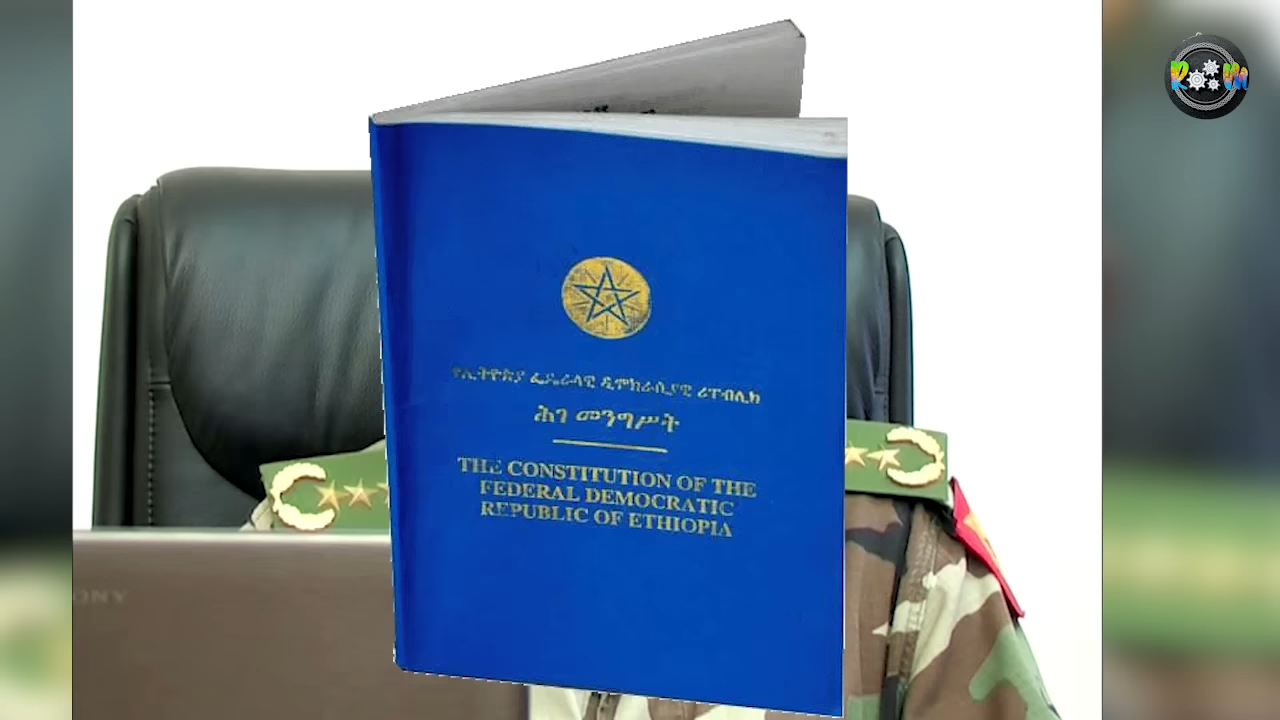 የኢትዮጵያ ፌዴራላዊ ዲሞክራሲያዊ ሪፐብሊክ
ሕገ መንግሥት
THE CONSTITUTION OF THE
FEDERAL DEMOCRATIC
REPUBLIC OF ETHIOPIA